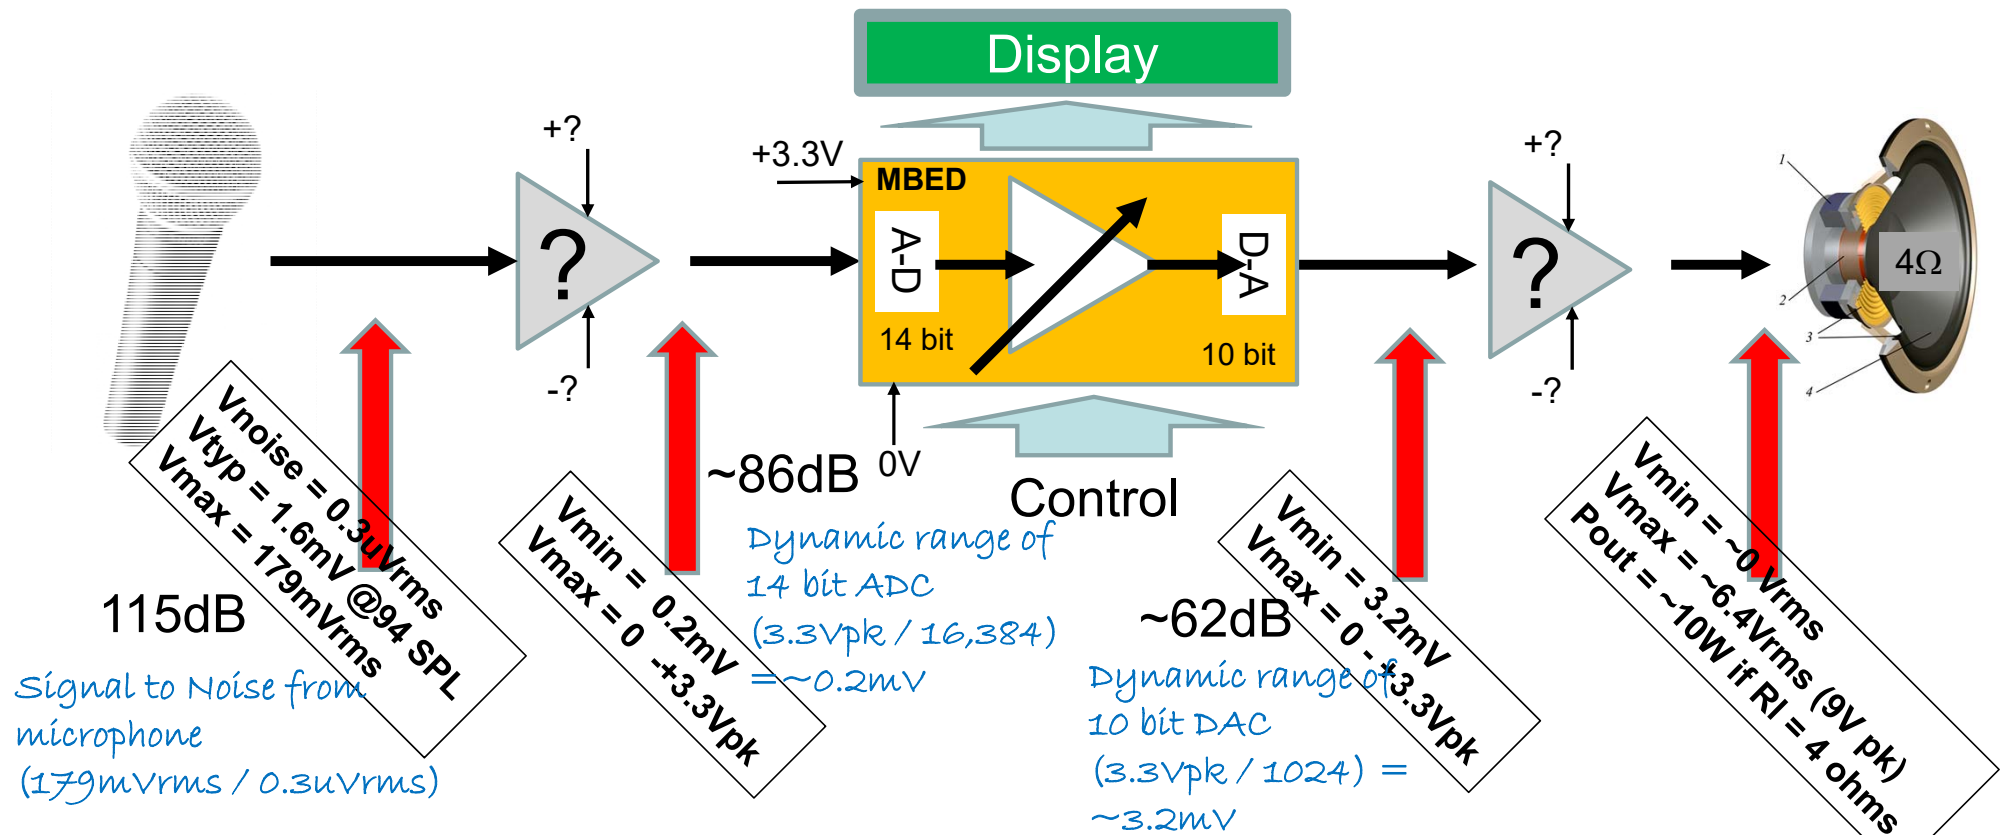 Display
+?
+3.3V
+?
MBED
1
?
A-D
D-A
?
4Ω
2
14 bit
10 bit
3
-?
-?
4
0V
Control
Vnoise = 0.3uVrms
Vtyp = 1.6mV @94 SPL
Vmax = 179mVrms
115dB
Signal to Noise from
microphone
(179mVrms / 0.3uVrms)
Vmin = 0.2mV
Vmax = 0 -+3.3Vpk
~86dB
Dynamic range of
14 bit ADC
(3.3Vpk / 16,384)
=~0.2mV
Vmin = 3.2mV
Vmax = 0 - +3.3Vpk
~62dB
Dynamic range of
10 bit DAC
(3.3Vpk / 1024) =
~3.2mV
Vmin = ~0 Vrms
Vmax = ~6.4Vrms (9V pk)
Pout = ~10W if Rl = 4 ohms